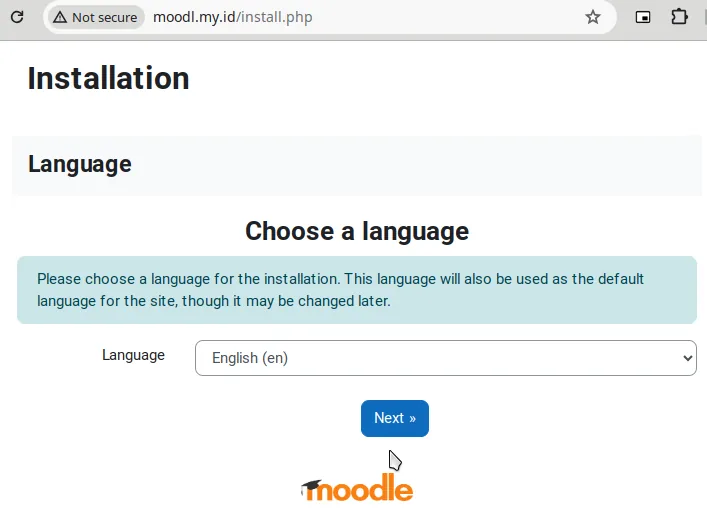 Not secure moodl.my.id/install.php
Installation
Language
Choose a language
Please choose a language for the installation. This language will also be used as the default
language for the site, though it may be changed later.
Language English (en)
Next »
moodle